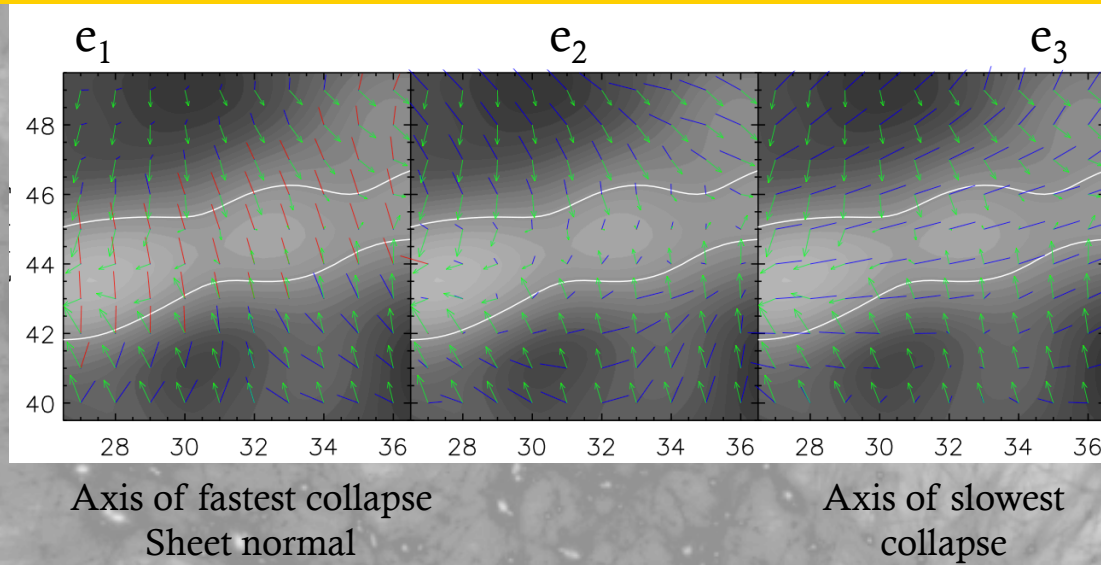 e₁ e₂ e₃
48
46
44
42
40
28 30 32 34 36 28 30 32 34 36 28 30 32 34 36
Axis of fastest collapse
Sheet normal
Axis of slowest
collapse